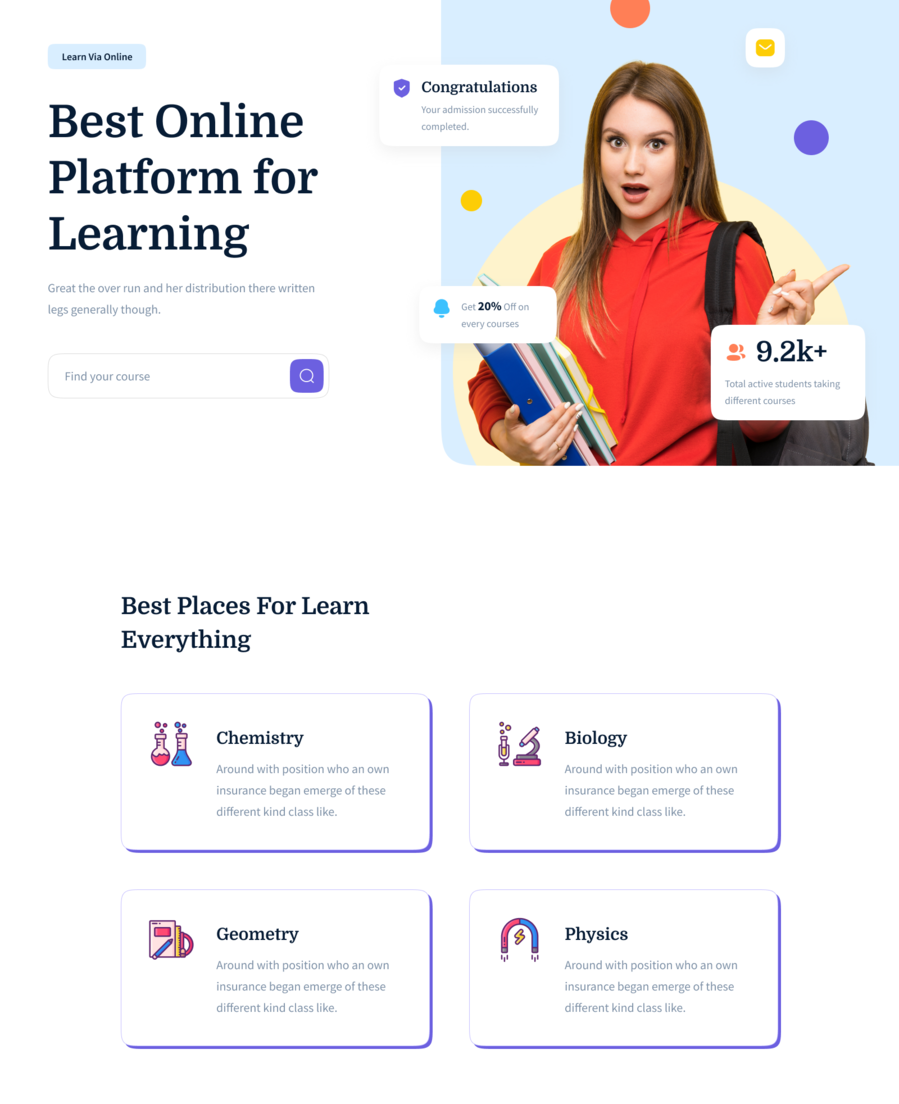 Learn Via Online
Best Online
Platform for
Learning
Great the over run and her distribution there written
legs generally though.
Find your course
Congratulations
Your admission successfully
completed.
Get 20% Off on
every courses
9.2k+
Total active students taking
different courses
Best Places For Learn
Everything
Chemistry
Around with position who an own
insurance began emerge of these
different kind class like.
Biology
Around with position who an own
insurance began emerge of these
different kind class like.
Geometry
Around with position who an own
insurance began emerge of these
different kind class like.
Physics
Around with position who an own
insurance began emerge of these
different kind class like.